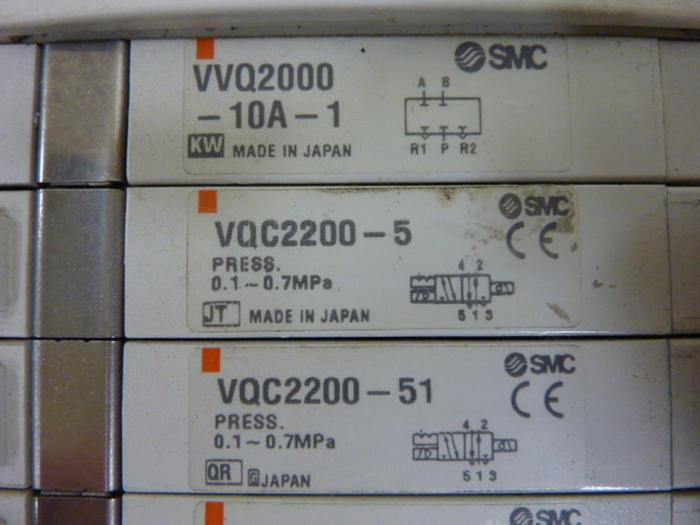 SMC
VVQ2000
-10A-1
A B
KW MADE IN JAPAN
R1 P R2
SMC
VQC2200-5
CE
PRESS.
0.1~0.7MPa
4 2
JT MADE IN JAPAN
5 1 3
SMC
VQC2200-51
CE
PRESS.
0.1~0.7MPa
4 2
QR G JAPAN
5 1 3
SMC